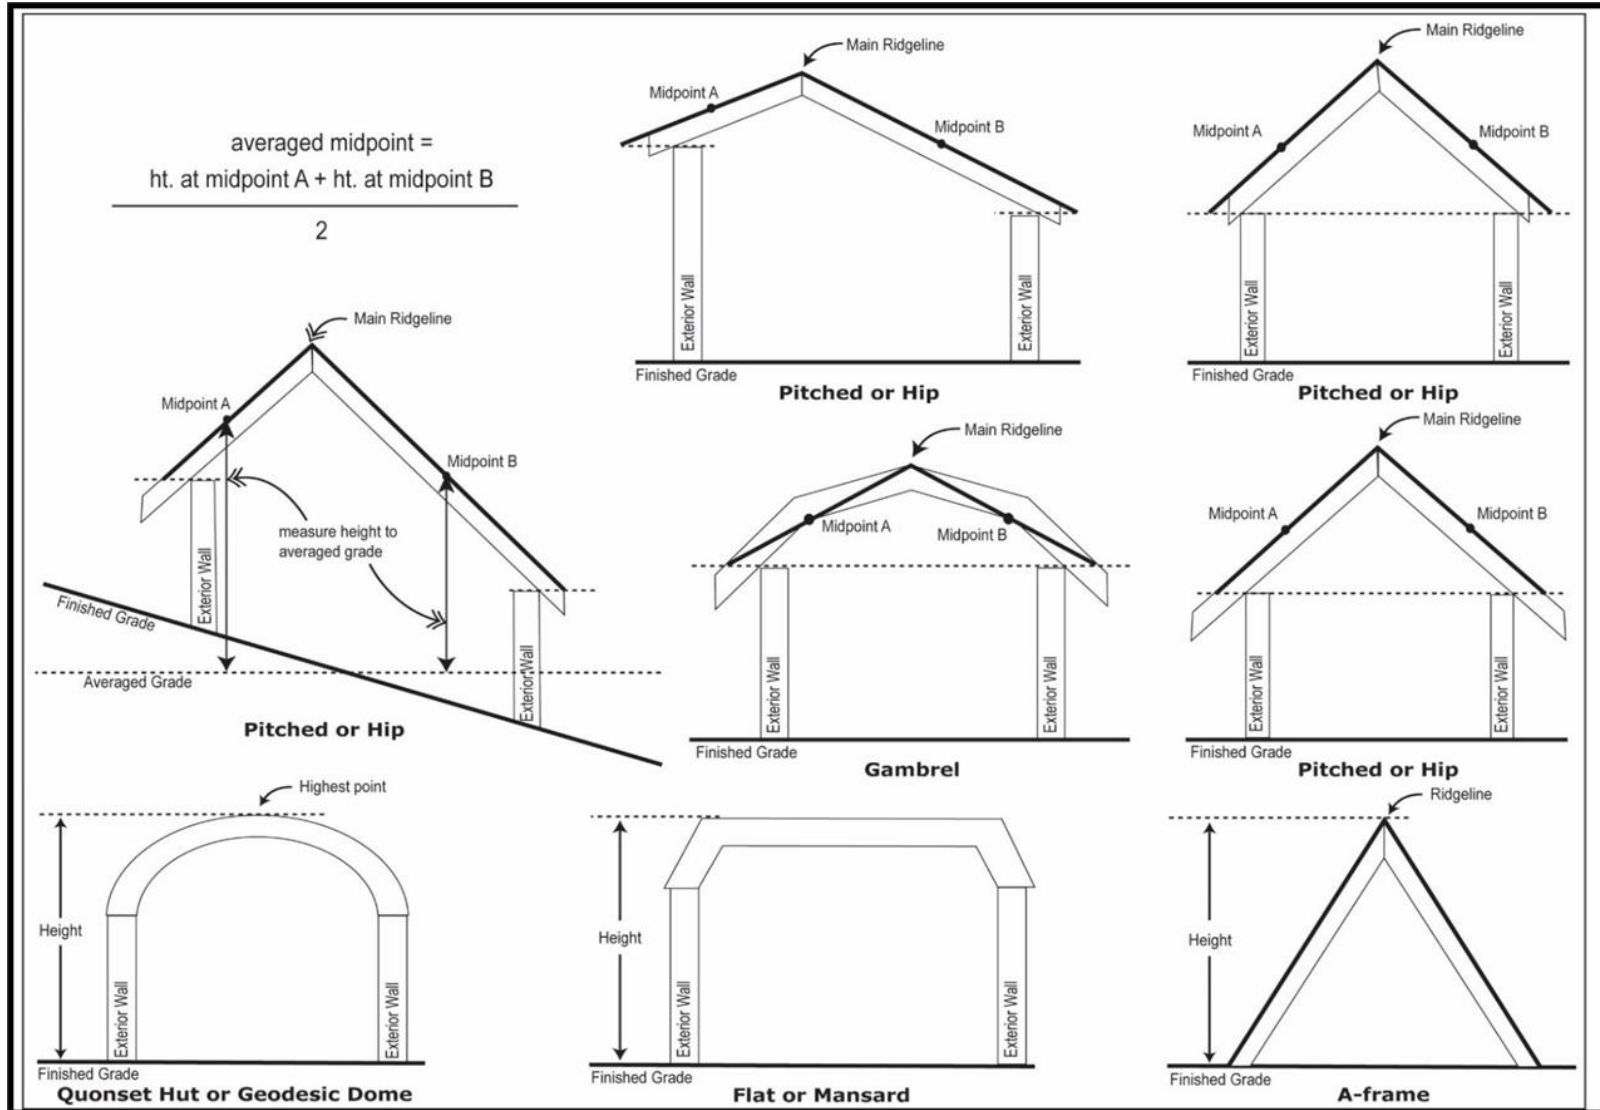 averaged midpoint =
ht. at midpoint A + ht. at midpoint B
2
Main Ridgeline
Midpoint A
Midpoint B
measure height to
averaged grade
Exterior Wall
Exterior Wall
Finished Grade
Averaged Grade
Pitched or Hip
Main Ridgeline
Midpoint A
Midpoint B
Exterior Wall
Exterior Wall
Finished Grade
Pitched or Hip
Main Ridgeline
Midpoint A
Midpoint B
Exterior Wall
Exterior Wall
Finished Grade
Pitched or Hip
Main Ridgeline
Midpoint A
Midpoint B
Exterior Wall
Exterior Wall
Finished Grade
Gambrel
Main Ridgeline
Midpoint A
Midpoint B
Exterior Wall
Exterior Wall
Finished Grade
Pitched or Hip
Highest point
Height
Exterior Wall
Exterior Wall
Finished Grade
Quonset Hut or Geodesic Dome
Height
Exterior Wall
Exterior Wall
Finished Grade
Flat or Mansard
Ridgeline
Height
Finished Grade
A-frame